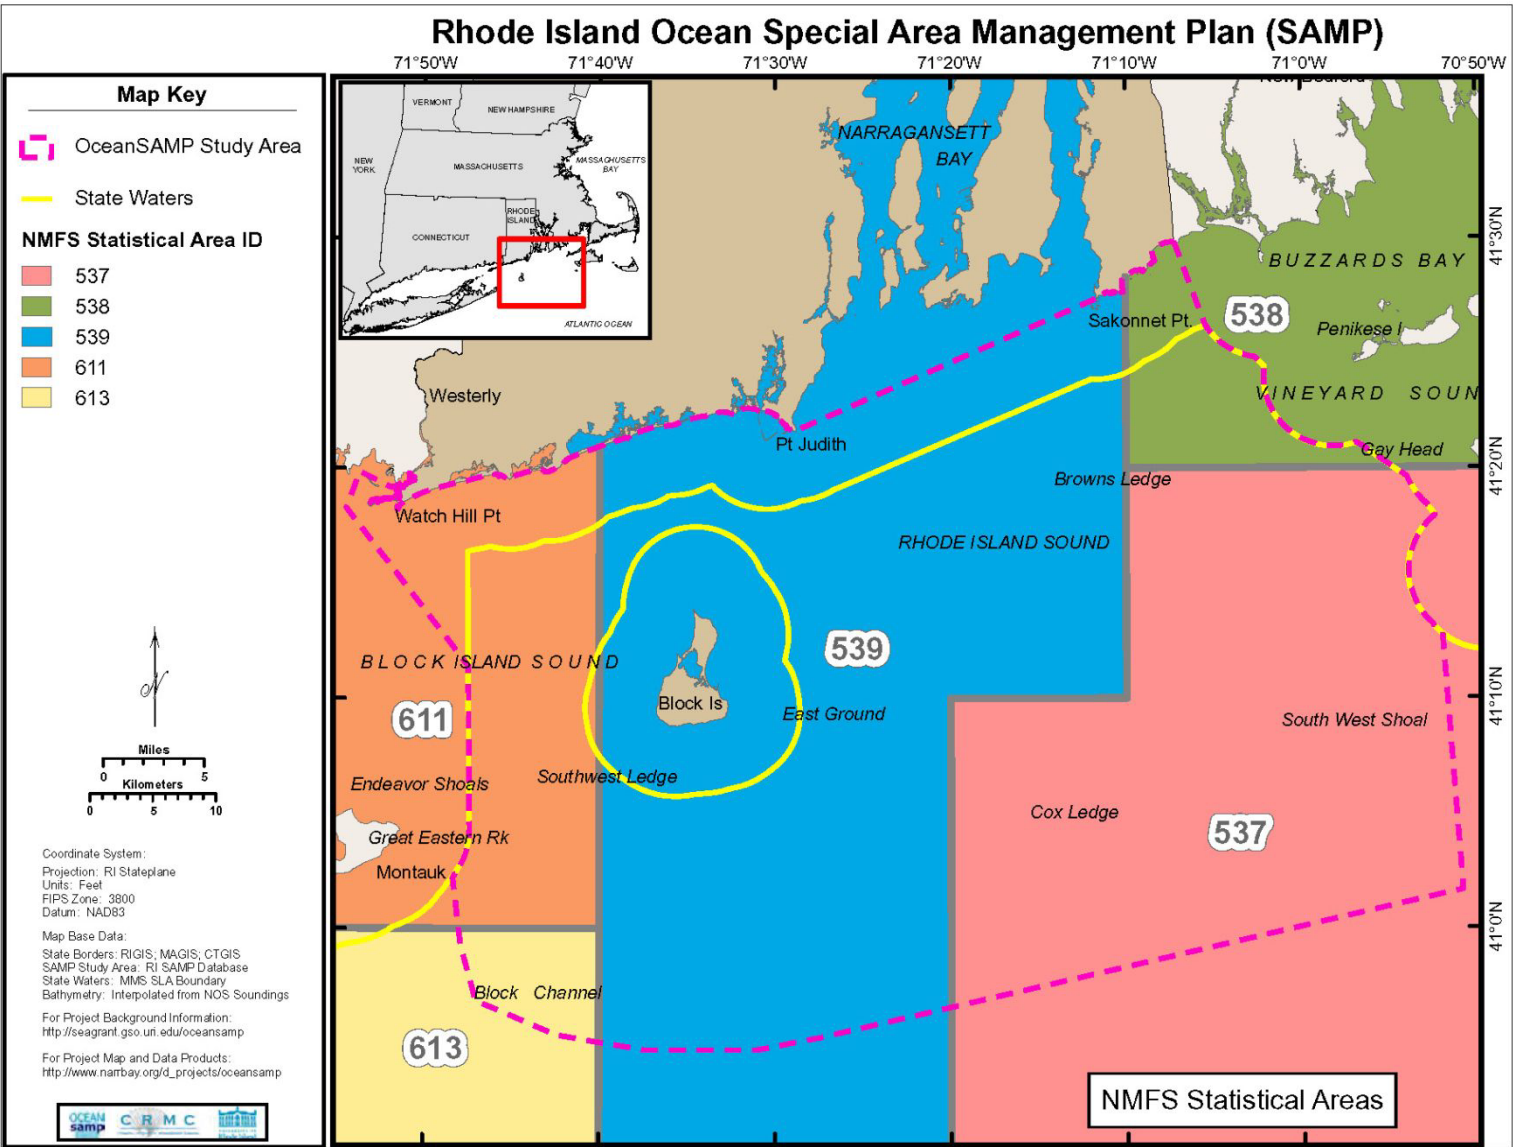 Rhode Island Ocean Special Area Management Plan (SAMP)
71°50'W 71°40'W 71°30'W 71°20'W 71°10'W 71°0'W 70°50'W
Map Key
OceanSAMP Study Area
State Waters
NMFS Statistical Area ID
537
538
539
611
613
Miles
0 5
Kilometers
0 5 10
Coordinate System:
Projection: RI Stateplane
Units: Feet
FIPS Zone: 3800
Datum: NAD83
Map Base Data:
State Borders: RIGIS; MAGIS; CTGIS
SAMP Study Area: RI SAMP Database
State Waters: MMS SLA Boundary
Bathymetry: Interpolated from NOS Soundings
For Project Background Information:
http://seagrant.gso.uri.edu/oceansamp
For Project Map and Data Products:
http://www.narrbay.org/d_projects/oceansamp
OCEAN
samp
CRMC
VERMONT
NEW HAMPSHIRE
NEW
YORK
MASSACHUSETTS
MASSACHUSETTS
BAY
RHODE
ISLAND
CONNECTICUT
ATLANTIC OCEAN
NARRAGANSETT
BAY
BUZZARDS BAY
538
Sakonnet Pt.
Penikese I
VINEYARD SOUN
Westerly
Pt Judith
Gay Head
Browns Ledge
Watch Hill Pt
RHODE ISLAND SOUND
BLOCK ISLAND SOUND
539
Block Is
East Ground
611
South West Shoal
Endeavor Shoals
Southwest Ledge
Cox Ledge
537
Great Eastern Rk
Montauk
Block Channel
613
NMFS Statistical Areas
41°30'N
41°20'N
41°10'N
41°0'N